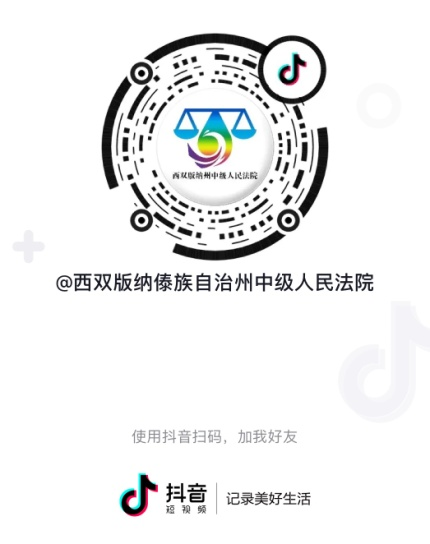 西双版纳州中级人民法院
@西双版纳傣族自治州中级人民法院
使用抖音扫码，加我好友
抖音
短视频
记录美好生活